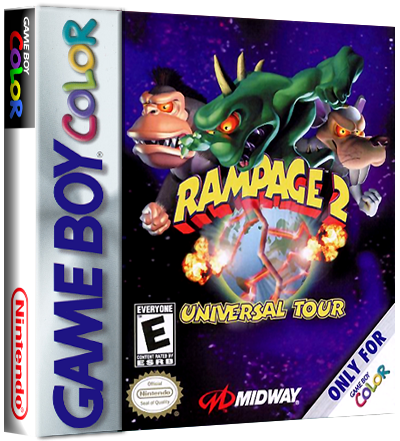 GAME BOY
COLOR
Nintendo
GAME BOY COLOR
RAMPAGE 2
UNIVERSAL TOUR
EVERYONE
E
CONTENT RATED BY
ESRB
Official
Nintendo
Seal of Quality
MIDWAY
ONLY FOR
GAME BOY
COLOR